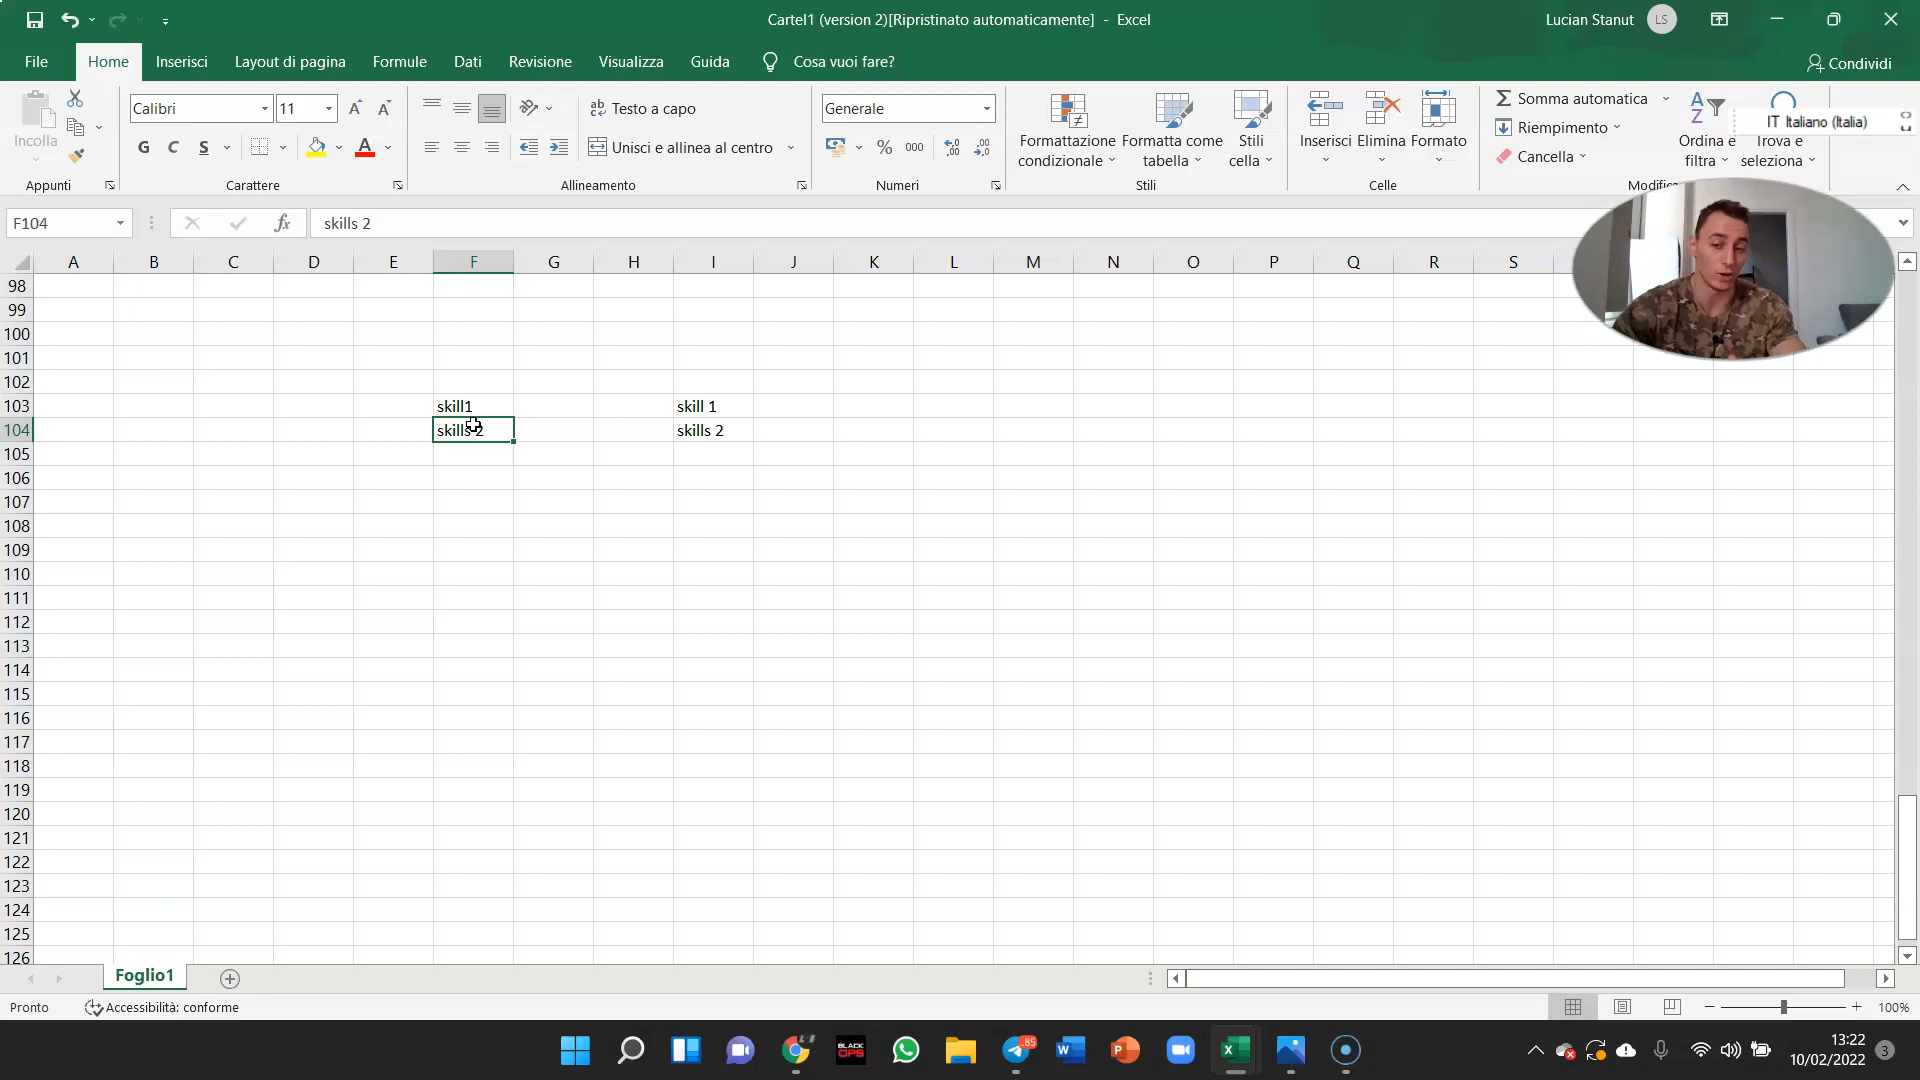 Cartel1 (version 2)[Ripristinato automaticamente] - Excel
Lucian Stanut
LS
File
Home
Inserisci
Layout di pagina
Formule
Dati
Revisione
Visualizza
Guida
Cosa vuoi fare?
Condividi
Incolla
Appunti
Calibri
11
G
C
S
A
Carattere
Testo a capo
Unisci e allinea al centro
Allineamento
Generale
%
000
Numeri
Formattazione condizionale
Formatta come tabella
Stili cella
Stili
Inserisci
Elimina
Formato
Celle
Somma automatica
Riempimento
Cancella
Ordina e filtra
Trova e seleziona
IT Italiano (Italia)
F104
fx
skills 2
A B C D E F G H I J K L M N O P Q R S
98
99
100
101
102
103 skill1 skill 1
104 skills 2 skills 2
105
106
107
108
109
110
111
112
113
114
115
116
117
118
119
120
121
122
123
124
125
126
Foglio1
Pronto
Accessibilità: conforme
100%
BLACK OPS
85
13:22
10/02/2022
3